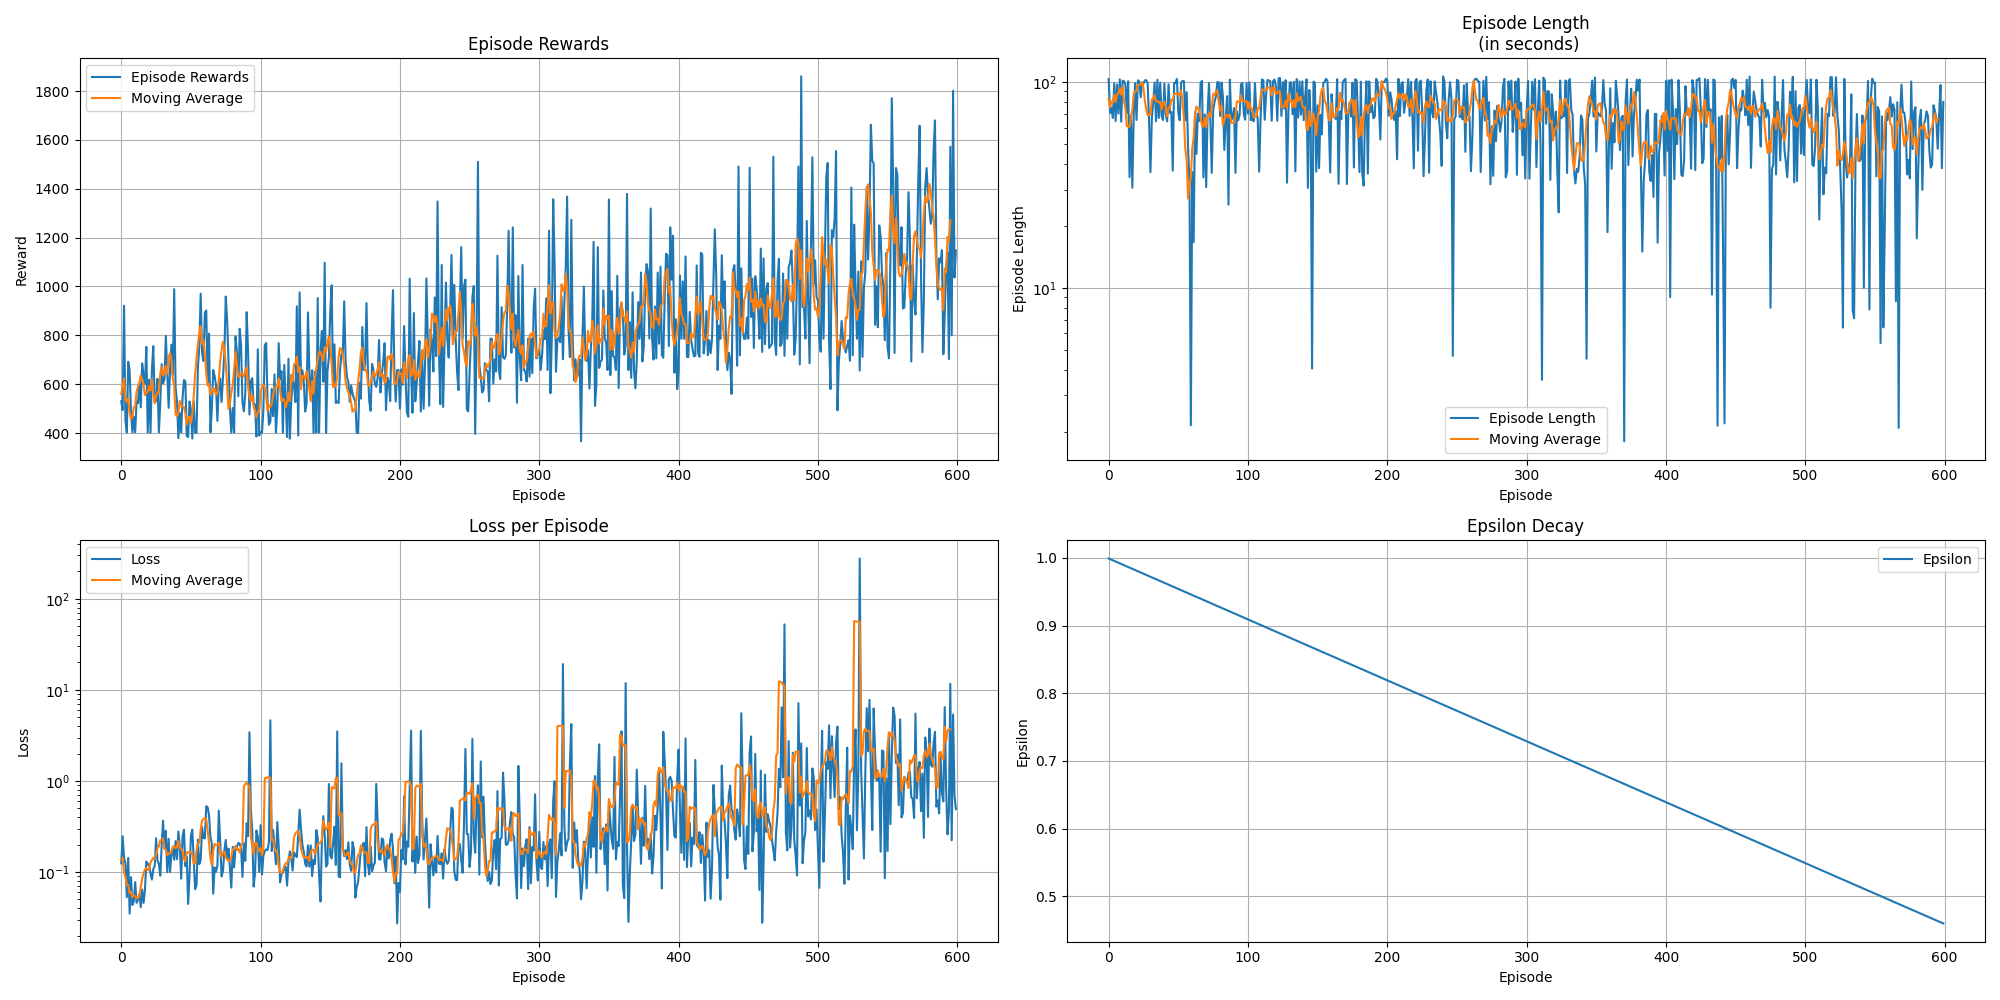 Episode Rewards
Episode Rewards
Moving Average
1800
1600
1400
1200
1000
800
600
400
Reward
0 100 200 300 400 500 600
Episode
Episode Length
(in seconds)
10²
10¹
Episode Length
Episode Length
Moving Average
0 100 200 300 400 500 600
Episode
Loss per Episode
Loss
Moving Average
10²
10¹
10⁰
10⁻¹
Loss
0 100 200 300 400 500 600
Episode
Epsilon Decay
Epsilon
1.0
0.9
0.8
0.7
0.6
0.5
Epsilon
0 100 200 300 400 500 600
Episode